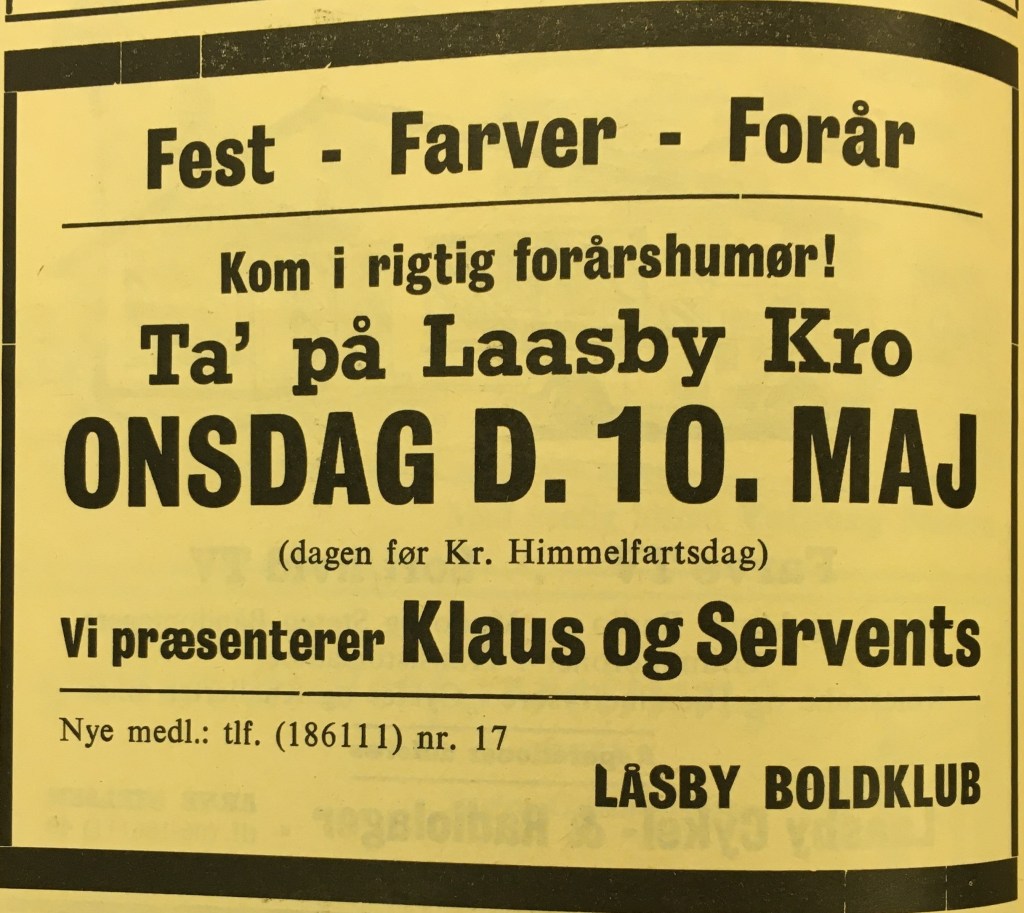 Fest - Farver - Forår
Kom i rigtig forårshumør!
Ta' på Laasby Kro
ONSDAG D. 10. MAJ
(dagen før Kr. Himmelfartsdag)
Vi præsenterer Klaus og Servents
Nye medl.: tlf. (186111) nr. 17
LÅSBY BOLDKLUB